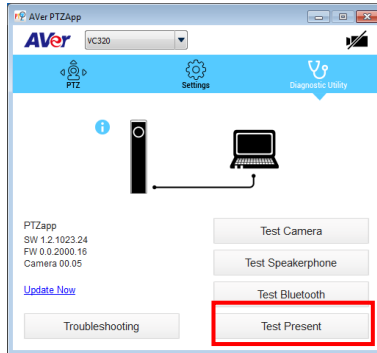 AVer PTZApp
AVer VC320
PTZ Settings Diagnostic Utility
i
PTZapp
SW 1.2.1023.24
FW 0.0.2000.16
Camera 00.05
Update Now
Test Camera
Test Speakerphone
Test Bluetooth
Troubleshooting
Test Present